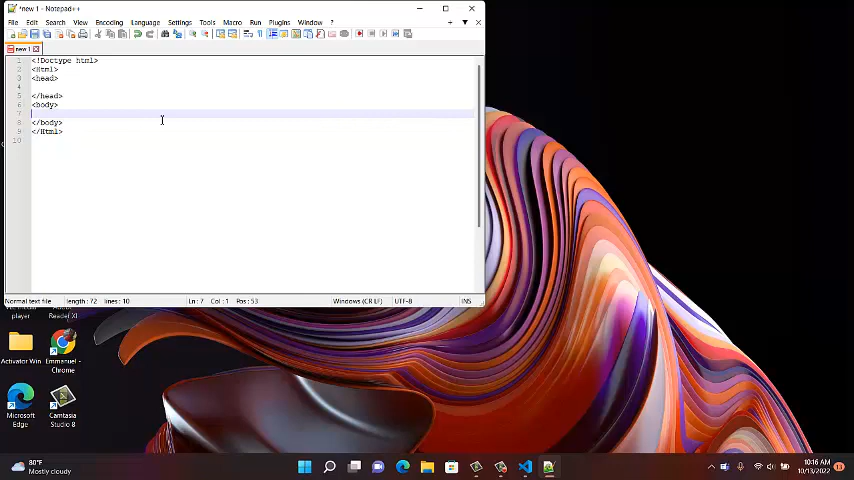 *new 1 - Notepad++
File Edit Search View Encoding Language Settings Tools Macro Run Plugins Window ?
new 1
1 <!Doctype html>
2 <Html>
3 <head>
4
5 </head>
6 <body>
7
8 </body>
9 </Html>
10
Normal text file length : 72 lines : 10 Ln : 7 Col : 1 Pos : 53 Windows (CR LF) UTF-8 INS
player
Reader XI
Activator Win
Emmanuel - Chrome
Microsoft Edge
Camtasia Studio 8
80°F
Mostly cloudy
10:16 AM
10/13/2022